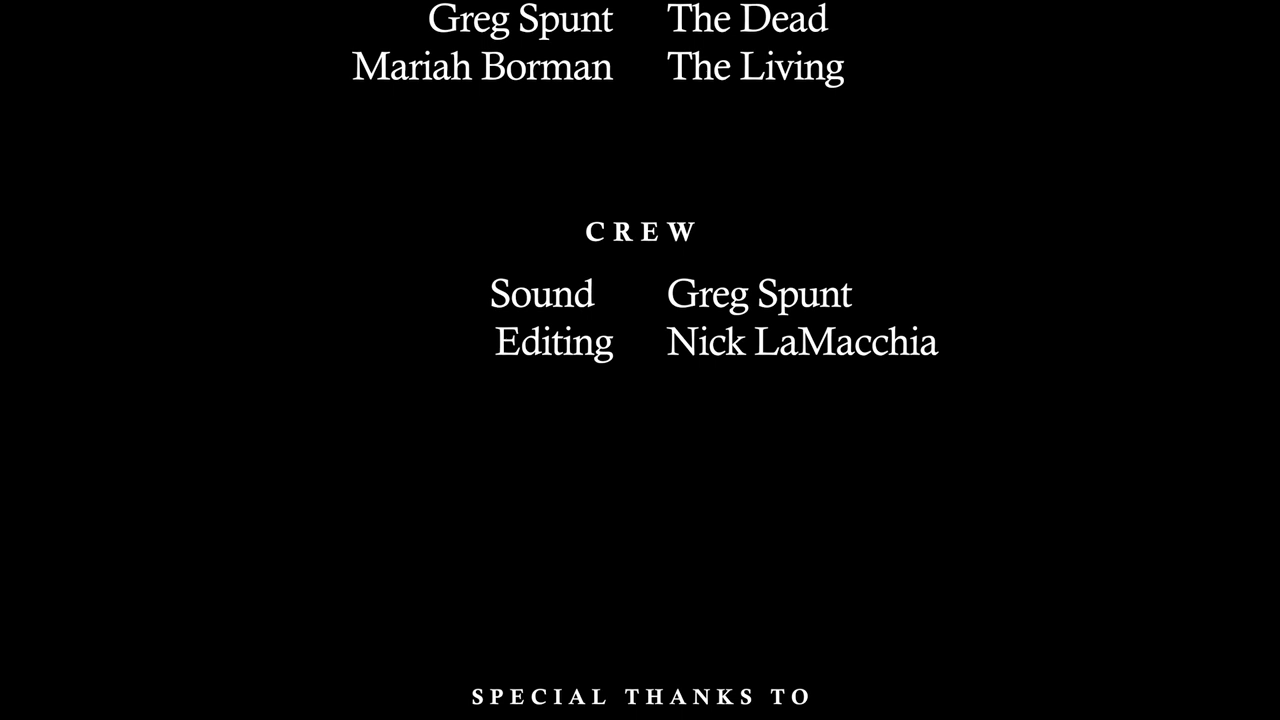 Greg Spunt The Dead
Mariah Borman The Living
CREW
Sound Greg Spunt
Editing Nick LaMacchia
SPECIAL THANKS TO